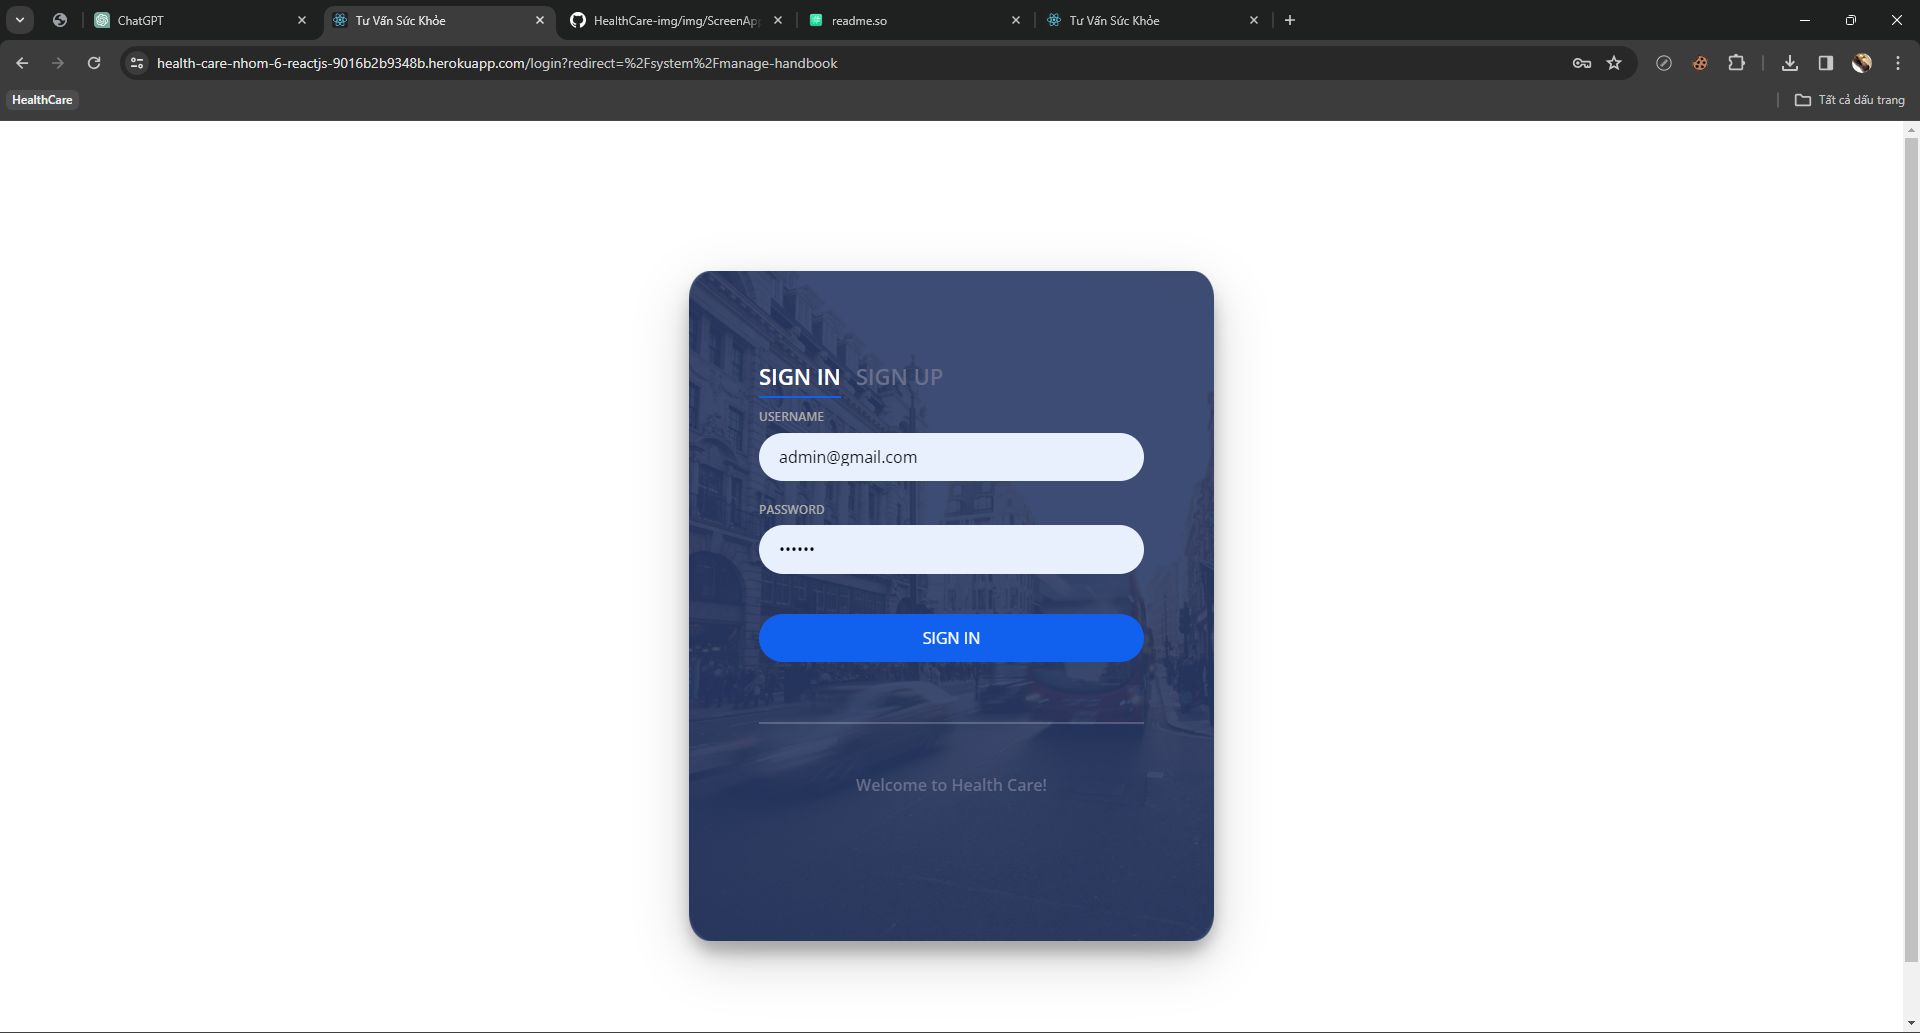 ChatGPT
Tư Vấn Sức Khỏe
HealthCare-img/img/ScreenAp
readme.so
Tư Vấn Sức Khỏe
health-care-nhom-6-reactjs-9016b2b9348b.herokuapp.com/login?redirect=%2Fsystem%2Fmanage-handbook
HealthCare
Tất cả dấu trang
SIGN IN SIGN UP
USERNAME
admin@gmail.com
PASSWORD
••••••
SIGN IN
Welcome to Health Care!